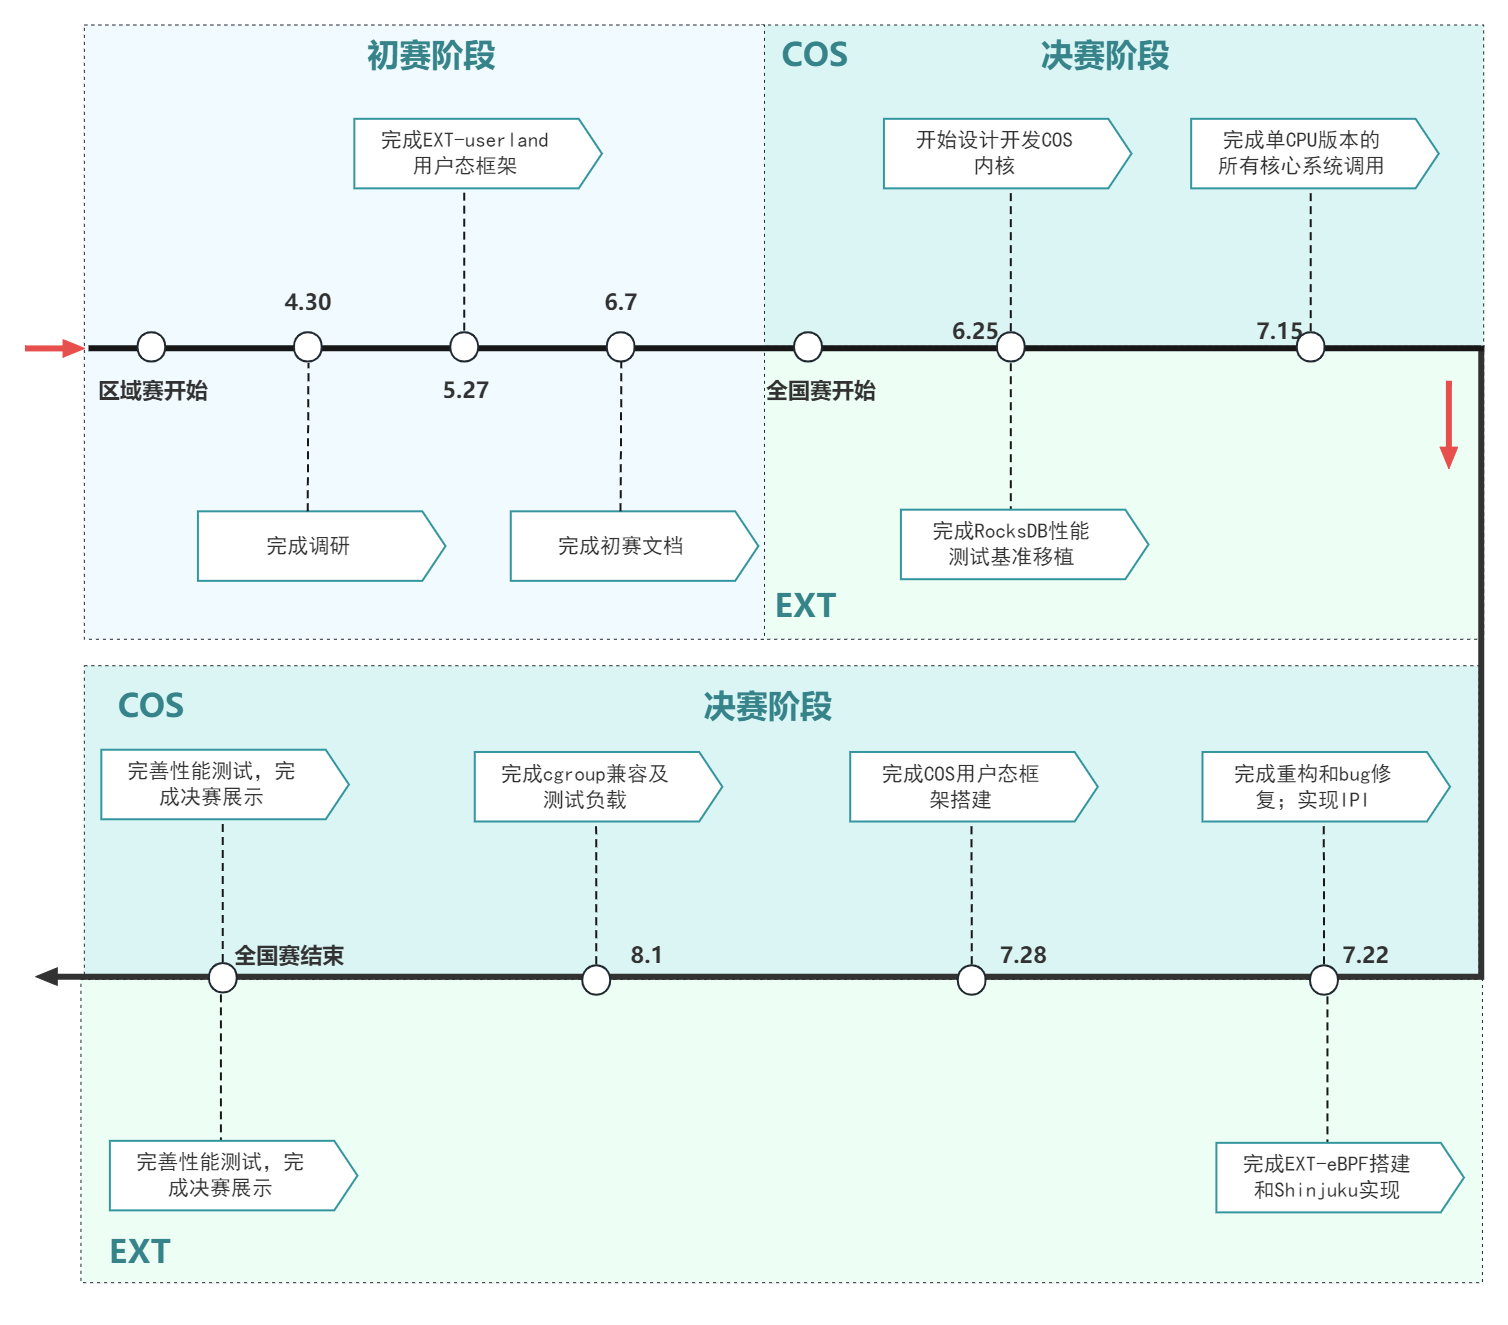 初赛阶段
COS
决赛阶段
完成EXT-userland
用户态框架
开始设计开发COS
内核
完成单CPU版本的
所有核心系统调用
4.30
6.7
6.25
7.15
区域赛开始
5.27
全国赛开始
完成调研
完成初赛文档
完成RocksDB性能
测试基准移植
EXT
COS
决赛阶段
完善性能测试，完
成决赛展示
完成cgroup兼容及
测试负载
完成COS用户态框
架搭建
完成重构和bug修
复；实现IPI
全国赛结束
8.1
7.28
7.22
完善性能测试，完
成决赛展示
完成EXT-eBPF搭建
和Shinjuku实现
EXT